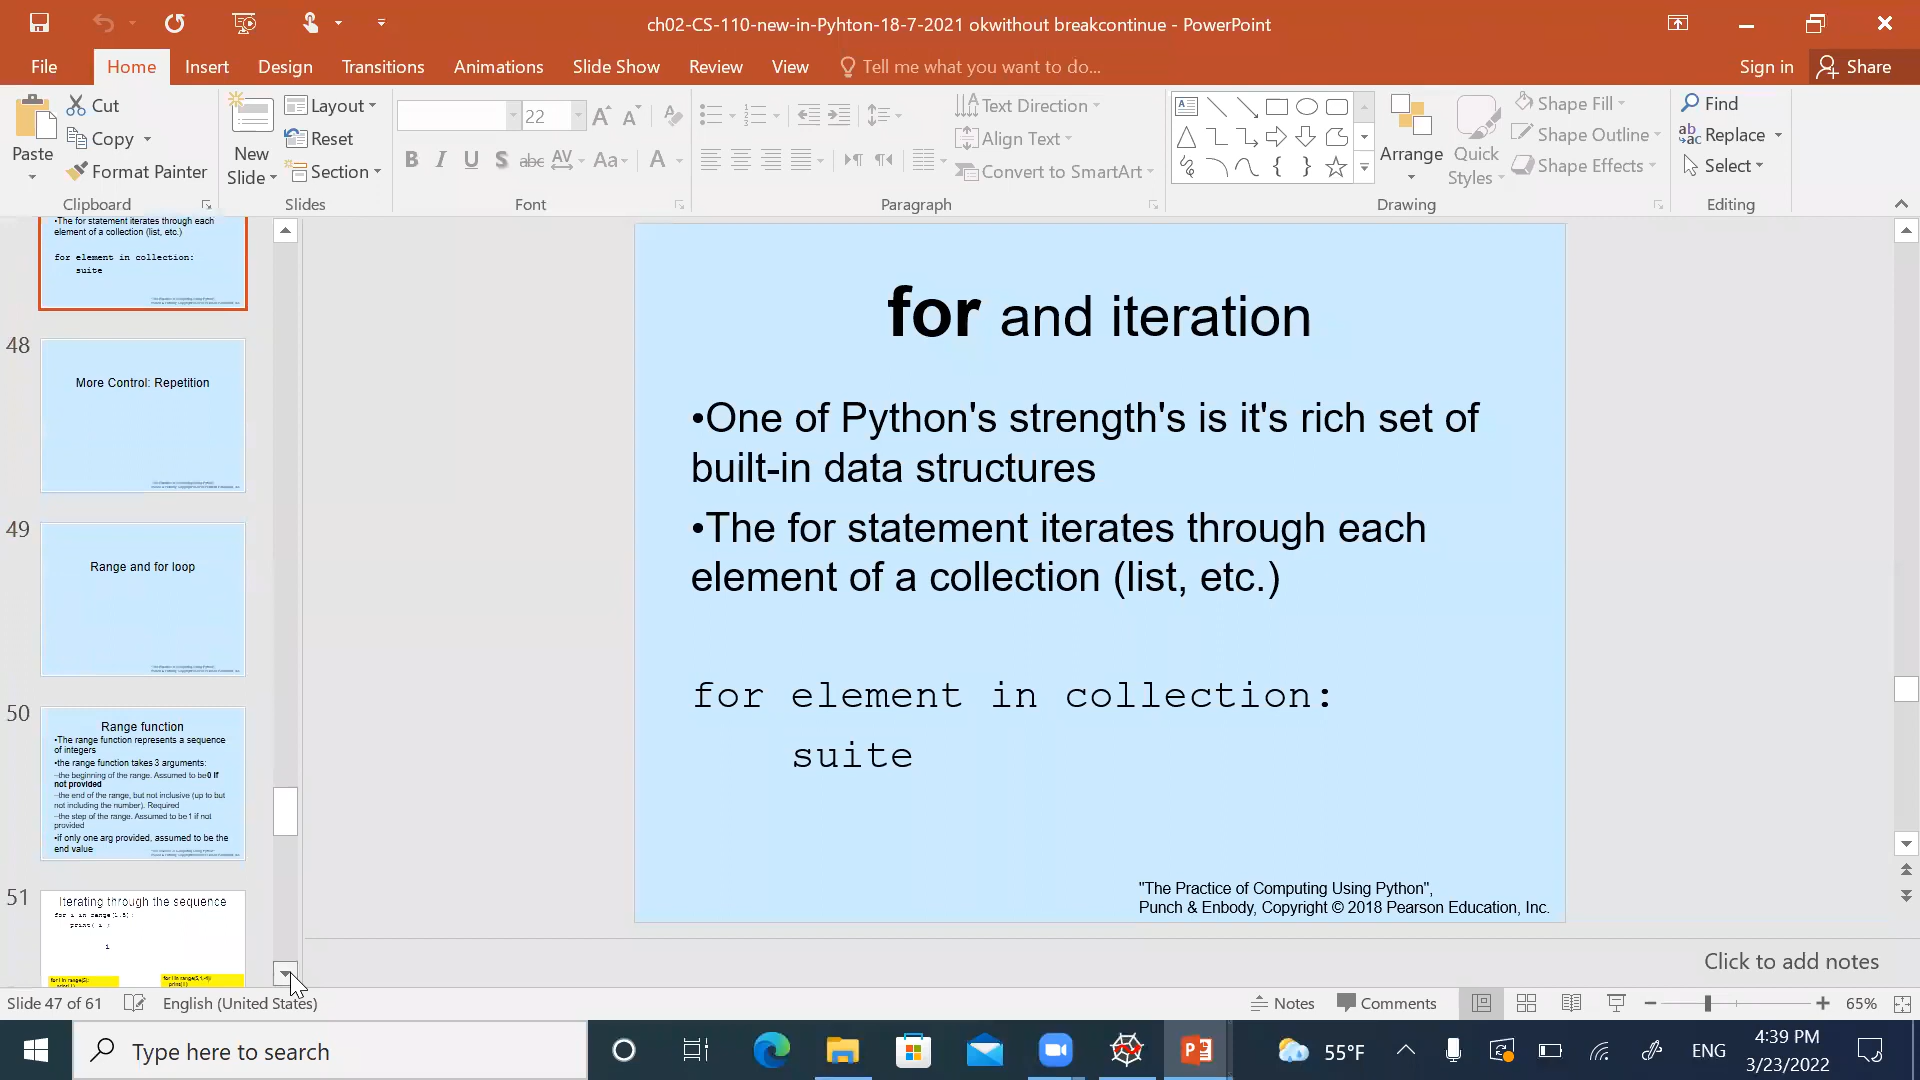 ch02-CS-110-new-in-Pyhton-18-7-2021 okwithout breakcontinue - PowerPoint
File Home Insert Design Transitions Animations Slide Show Review View Tell me what you want to do... Sign in Share
Paste
Cut
Copy
Format Painter
Clipboard
New
Slide
Layout
Reset
Section
Slides
22
B I U S abc AV Aa A
Font
Text Direction
Align Text
Convert to SmartArt
Paragraph
Arrange
Quick
Styles
Shape Fill
Shape Outline
Shape Effects
Drawing
Find
Replace
Select
Editing
•The for statement iterates through each
element of a collection (list, etc.)
for element in collection:
suite
48
More Control: Repetition
49
Range and for loop
50
Range function
•The range function represents a sequence
of integers
•the range function takes 3 arguments:
–the beginning of the range. Assumed to be 0 if
not provided
–the end of the range, but not inclusive (up to but
not including the number). Required
–the step of the range. Assumed to be 1 if not
provided
•if only one arg provided, assumed to be the
end value
51
Iterating through the sequence
for i in range(1,5):
print( i )
for and iteration
•One of Python's strength's is it's rich set of
built-in data structures
•The for statement iterates through each
element of a collection (list, etc.)
for element in collection:
suite
"The Practice of Computing Using Python",
Punch & Enbody, Copyright © 2018 Pearson Education, Inc.
Click to add notes
Slide 47 of 61 English (United States) Notes Comments 65%
Type here to search
55°F
ENG
4:39 PM
3/23/2022